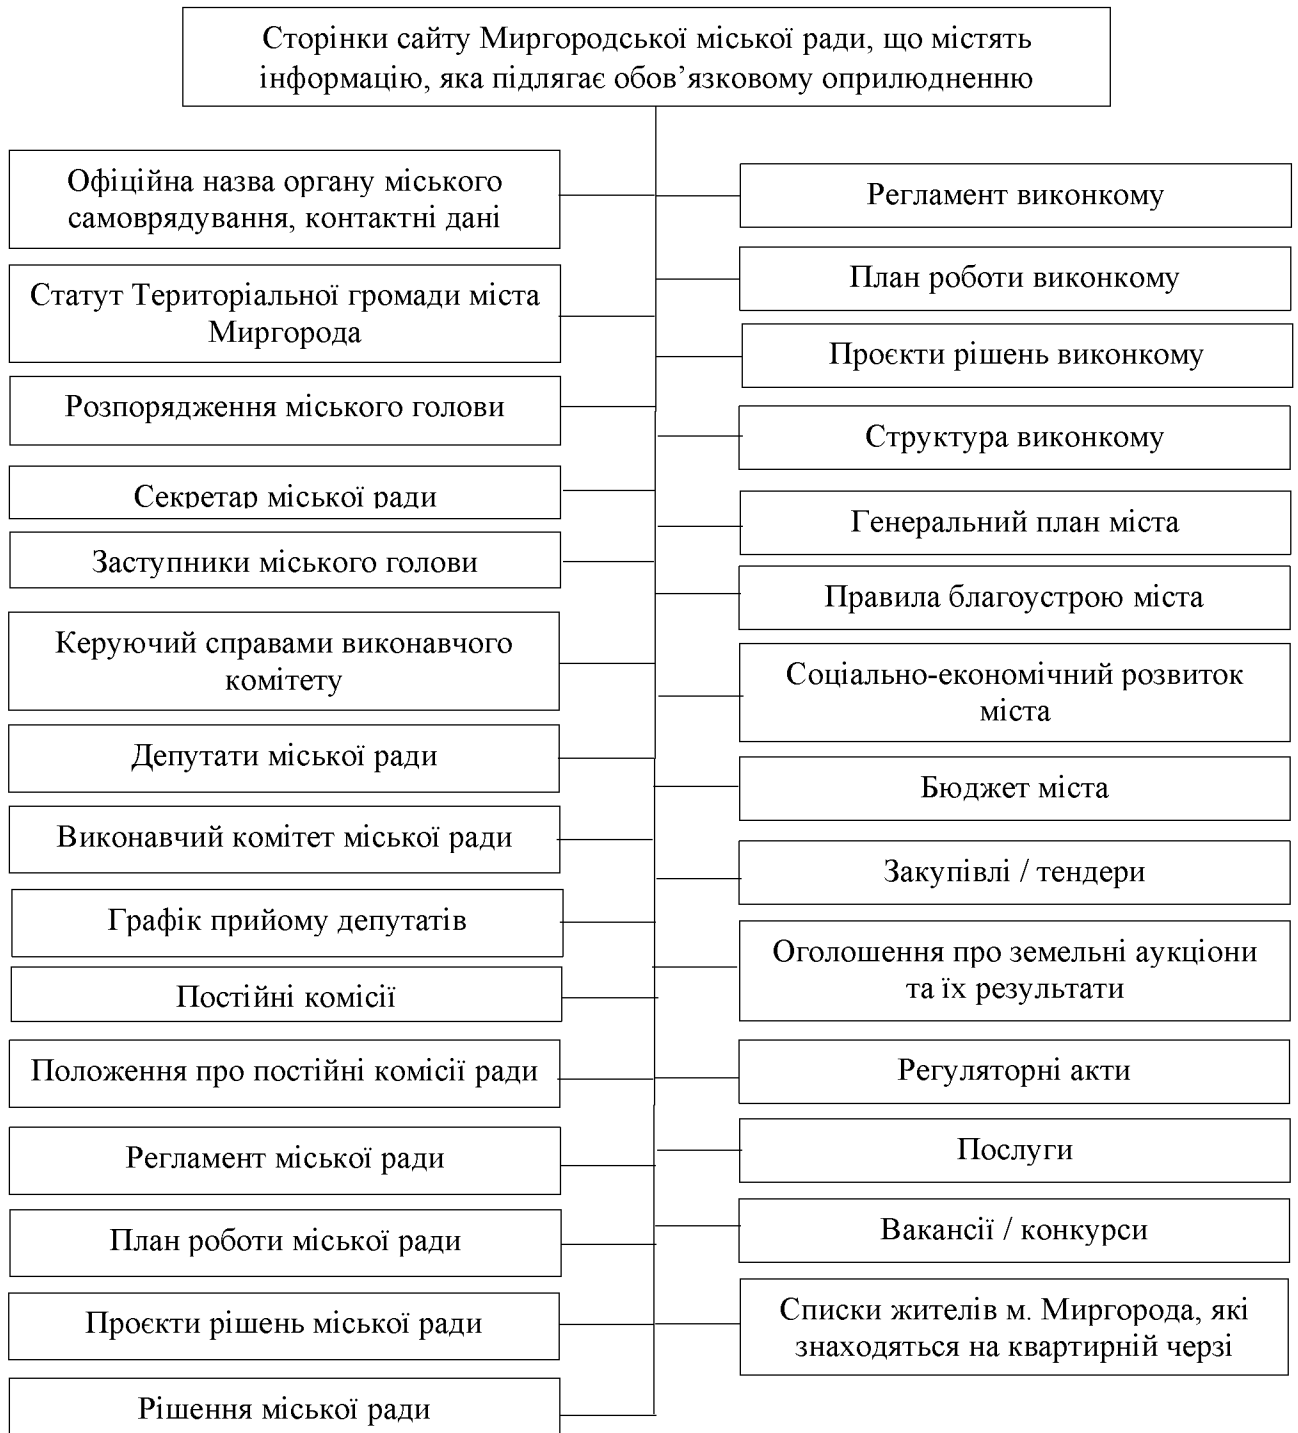 Сторінки сайту Миргородської міської ради, що містять
інформацію, яка підлягає обов’язковому оприлюдненню
Офіційна назва органу міського
самоврядування, контактні дані
Статут Територіальної громади міста
Миргорода
Розпорядження міського голови
Секретар міської ради
Заступники міського голови
Керуючий справами виконавчого
комітету
Депутати міської ради
Виконавчий комітет міської ради
Графік прийому депутатів
Постійні комісії
Положення про постійні комісії ради
Регламент міської ради
План роботи міської ради
Проєкти рішень міської ради
Рішення міської ради
Регламент виконкому
План роботи виконкому
Проєкти рішень виконкому
Структура виконкому
Генеральний план міста
Правила благоустрою міста
Соціально-економічний розвиток
міста
Бюджет міста
Закупівлі / тендери
Оголошення про земельні аукціони
та їх результати
Регуляторні акти
Послуги
Вакансії / конкурси
Списки жителів м. Миргорода, які
знаходяться на квартирній черзі